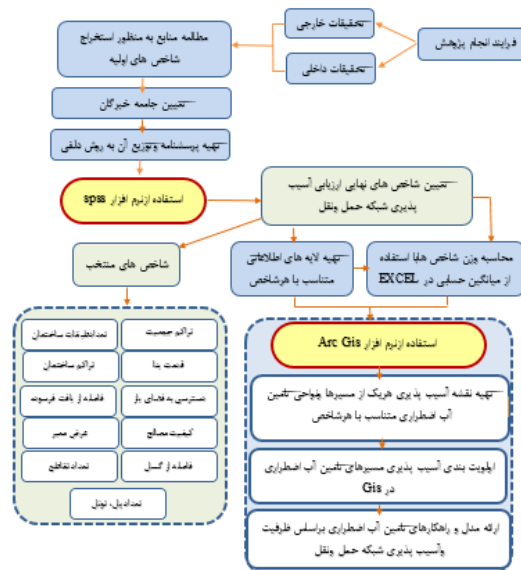 فرایند انجام پژوهش
تحقیقات خارجی
تحقیقات داخلی
مطالعه منابع به منظور استخراج
شاخص های اولیه
تعیین جامعه خبرگان
تهیه پرسشنامه وتوزیع آن به روش دلفی
استفاده ازنرم افزار spss
تعیین شاخص های نهایی ارزیابی آسیب
پذیری شبکه حمل ونقل
شاخص های منتخب
تهیه لایه های اطلاعاتی
متناسب با هرشاخص
محاسبه وزن شاخص هابا استفاده
از میانگین حسابی در EXCEL
تراکم جمعیت
تعدادطبقات ساختمان
قدمت بنا
تراکم ساختمان
دسترسی به فضای باز
فاصله از بافت فرسوده
کیفیت مصالح
عرض معبر
فاصله از گسل
تعداد تقاطع
تعدادپل، تونل
استفاده ازنرم افزار Arc Gis
تهیه نقشه آسیب پذیری هریک از مسیرها ونواحی تامین
آب اضطراری متناسب با هرشاخص
اولویت بندی آسیب پذیری مسیرهای تامین آب اضطراری
در Gis
ارائه مدل و راهکارهای تامین آب اضطراری براساس ظرفیت
وآسیب پذیری شبکه حمل ونقل